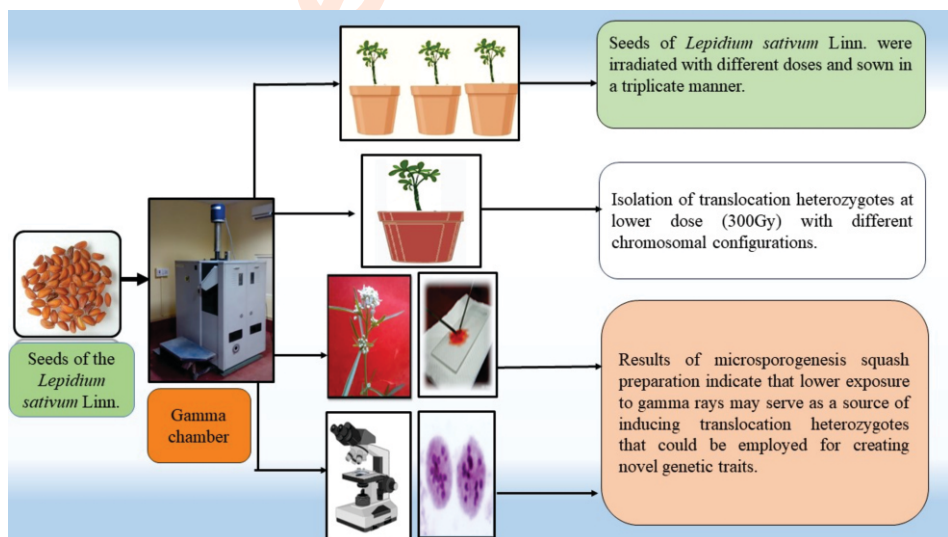 Seeds of Lepidium sativum Linn. were
irradiated with different doses and sown in
a triplicate manner.
Isolation of translocation heterozygotes at
lower dose (300Gy) with different
chromosomal configurations.
Seeds of the
Lepidium
sativum Linn.
Gamma
chamber
Results of microsporogenesis squash
preparation indicate that lower exposure
to gamma rays may serve as a source of
inducing translocation heterozygotes
that could be employed for creating
novel genetic traits.